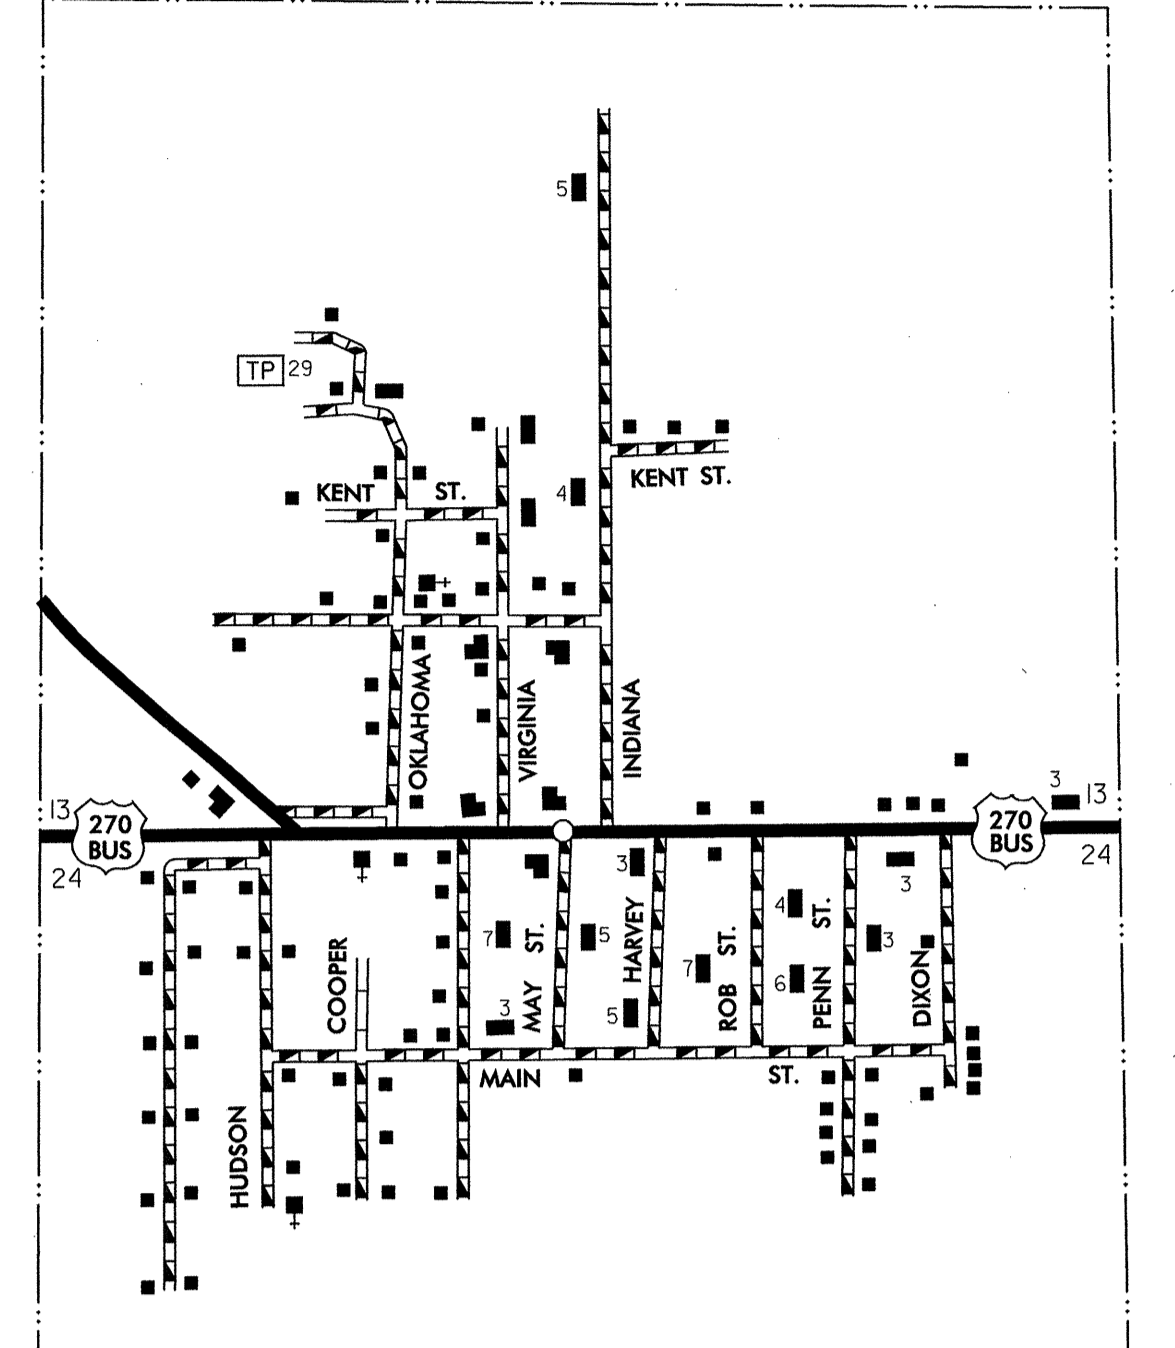 5
TP 29
KENT ST.
4
KENT ST.
OKLAHOMA
VIRGINIA
INDIANA
3
13
13
270
BUS
270
BUS
24
24
3
3
4
7
5
3
7
6
3
5
COOPER
MAY ST.
HARVEY
ROB ST.
PENN ST.
DIXON
MAIN ST.
HUDSON